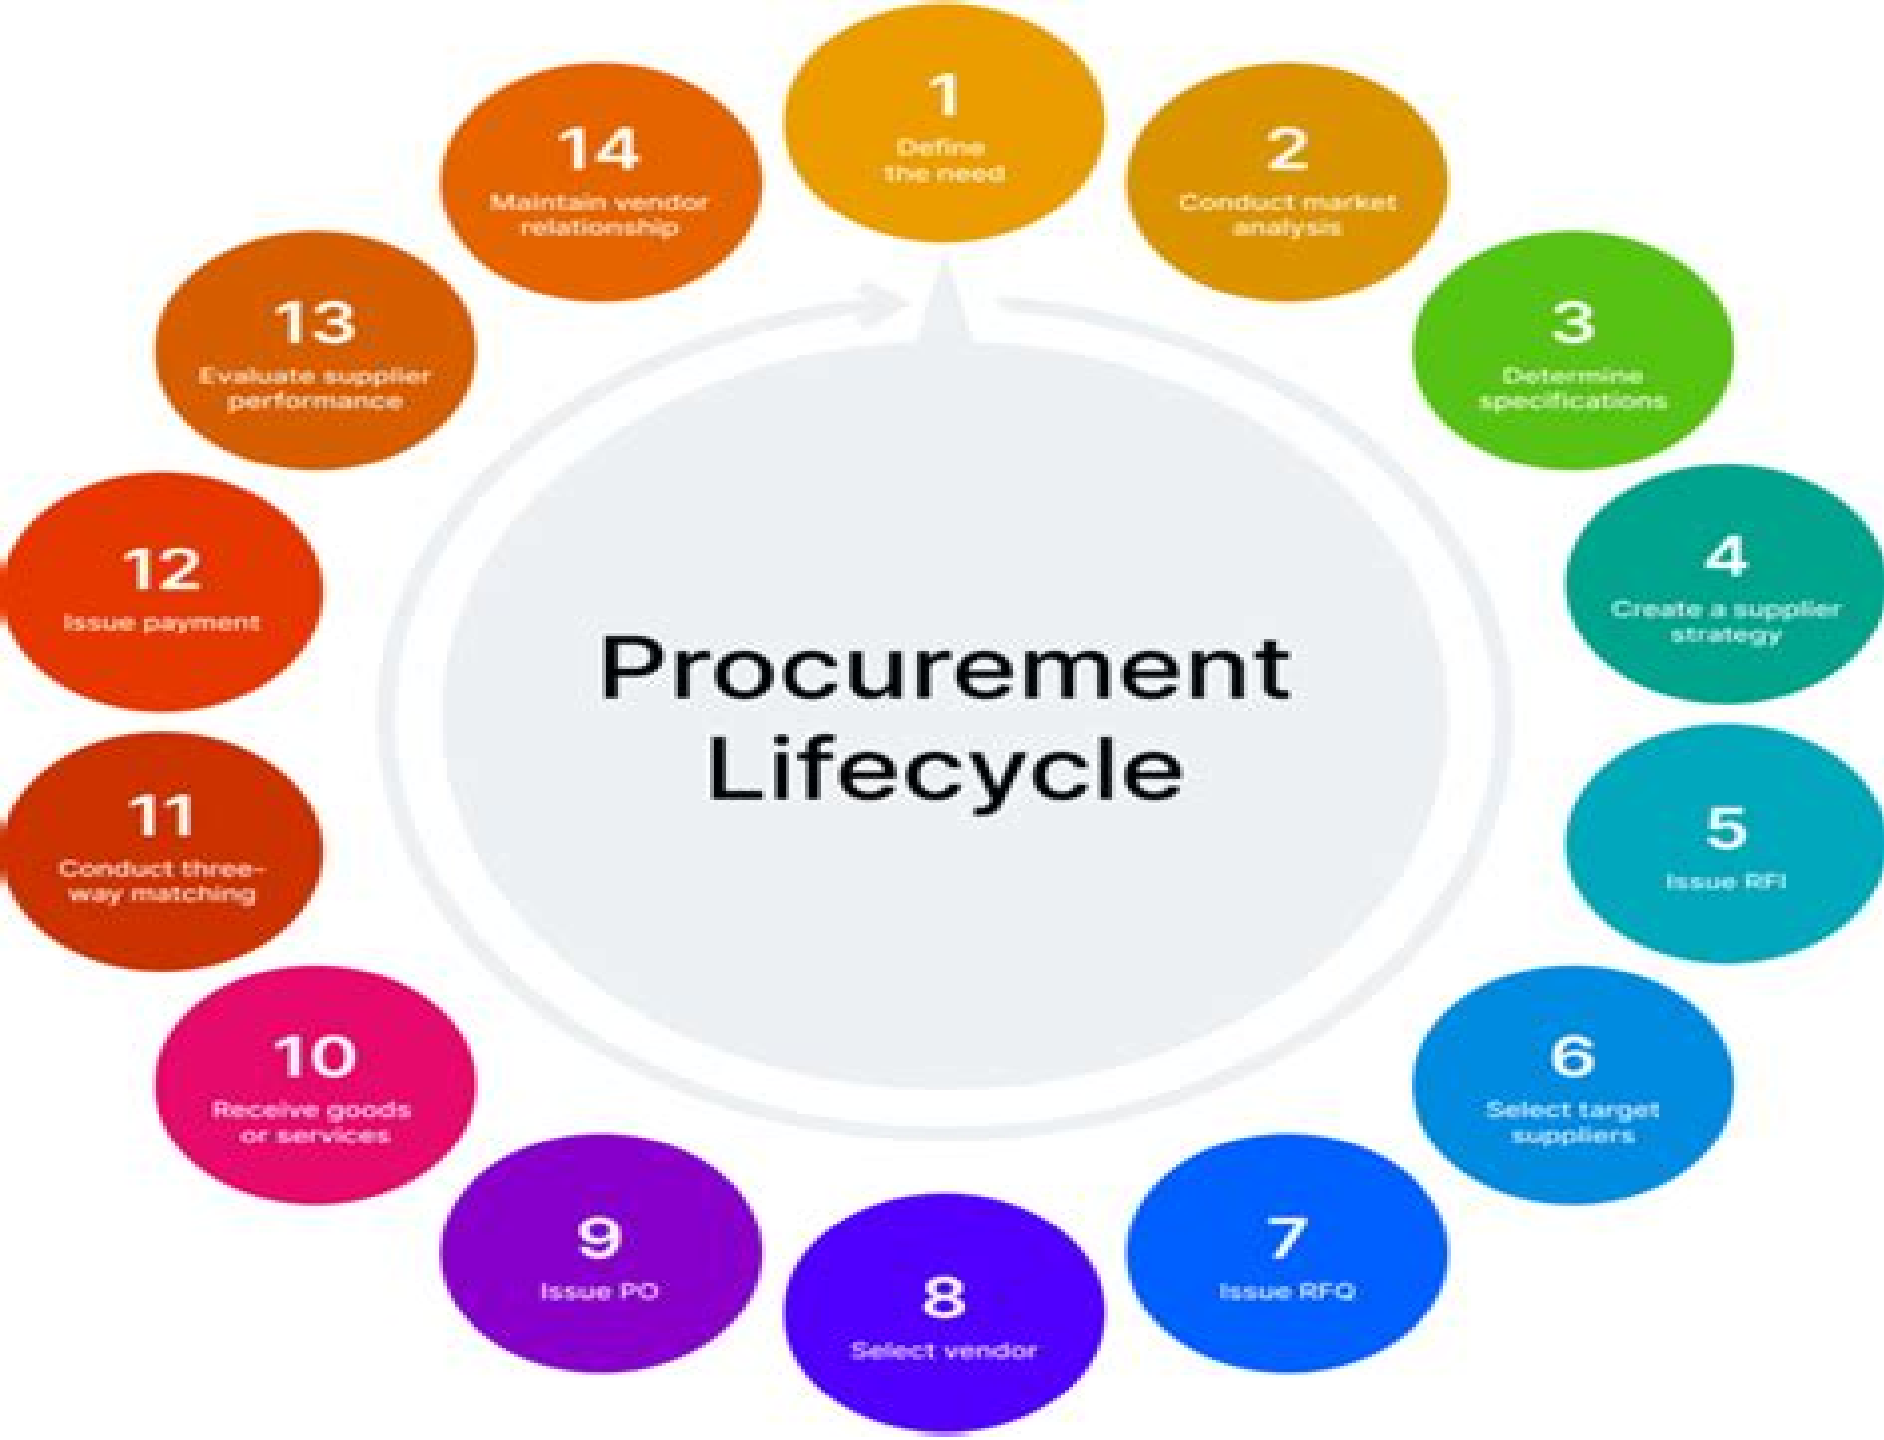 1
Define
the need
2
Conduct market
analysis
3
Determine
specifications
4
Create a supplier
strategy
5
Issue RFI
6
Select target
suppliers
7
Issue RFQ
8
Select vendor
9
Issue PO
10
Receive goods
or services
11
Conduct three-
way matching
12
Issue payment
13
Evaluate supplier
performance
14
Maintain vendor
relationship
Procurement
Lifecycle